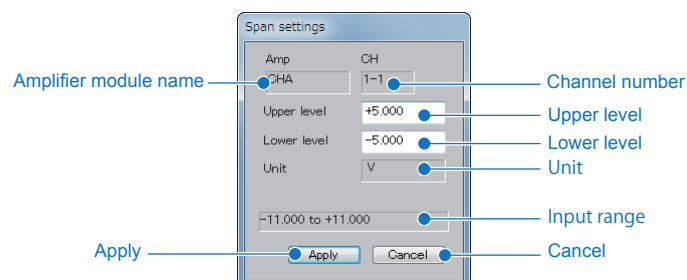 Span settings
Amp CH
Amplifier module name CHA 1-1 Channel number
Upper level +5.000 Upper level
Lower level -5.000 Lower level
Unit V Unit
-11.000 to +11.000 Input range
Apply Apply Cancel Cancel